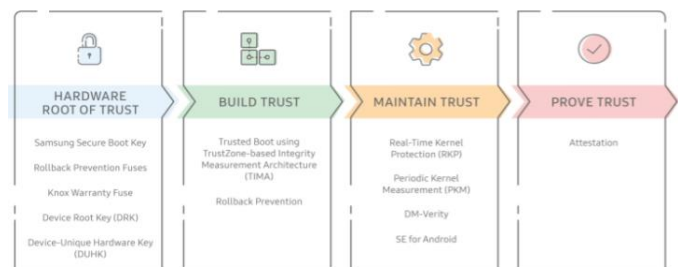 HARDWARE
ROOT OF TRUST
Samsung Secure Boot Key
Rollback Prevention Fuses
Knox Warranty Fuse
Device Root Key (DRK)
Device-Unique Hardware Key
(DUHK)
BUILD TRUST
Trusted Boot using
TrustZone-based Integrity
Measurement Architecture
(TIMA)
Rollback Prevention
MAINTAIN TRUST
Real-Time Kernel
Protection (RKP)
Periodic Kernel
Measurement (PKM)
DM-Verity
SE for Android
PROVE TRUST
Attestation